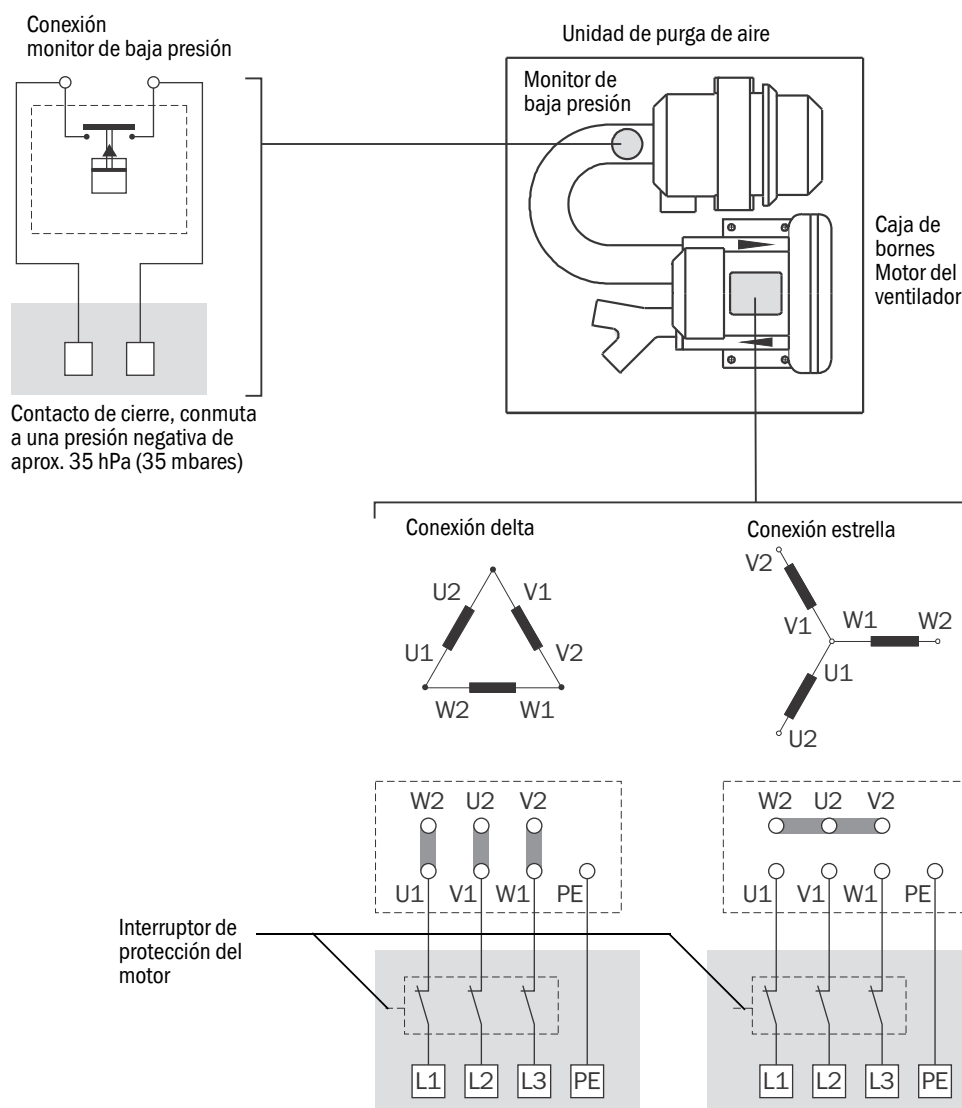 Conexión
monitor de baja presión
Unidad de purga de aire
Monitor de
baja presión
Caja de
bornes
Motor del
ventilador
Contacto de cierre, conmuta
a una presión negativa de
aprox. 35 hPa (35 mbares)
Conexión delta
U2 V1
U1 V2
W2 W1
Conexión estrella
V2
V1 W1 W2
U1
U2
W2 U2 V2
U1 V1 W1 PE
W2 U2 V2
U1 V1 W1 PE
Interruptor de
protección del
motor
L1 L2 L3 PE
L1 L2 L3 PE